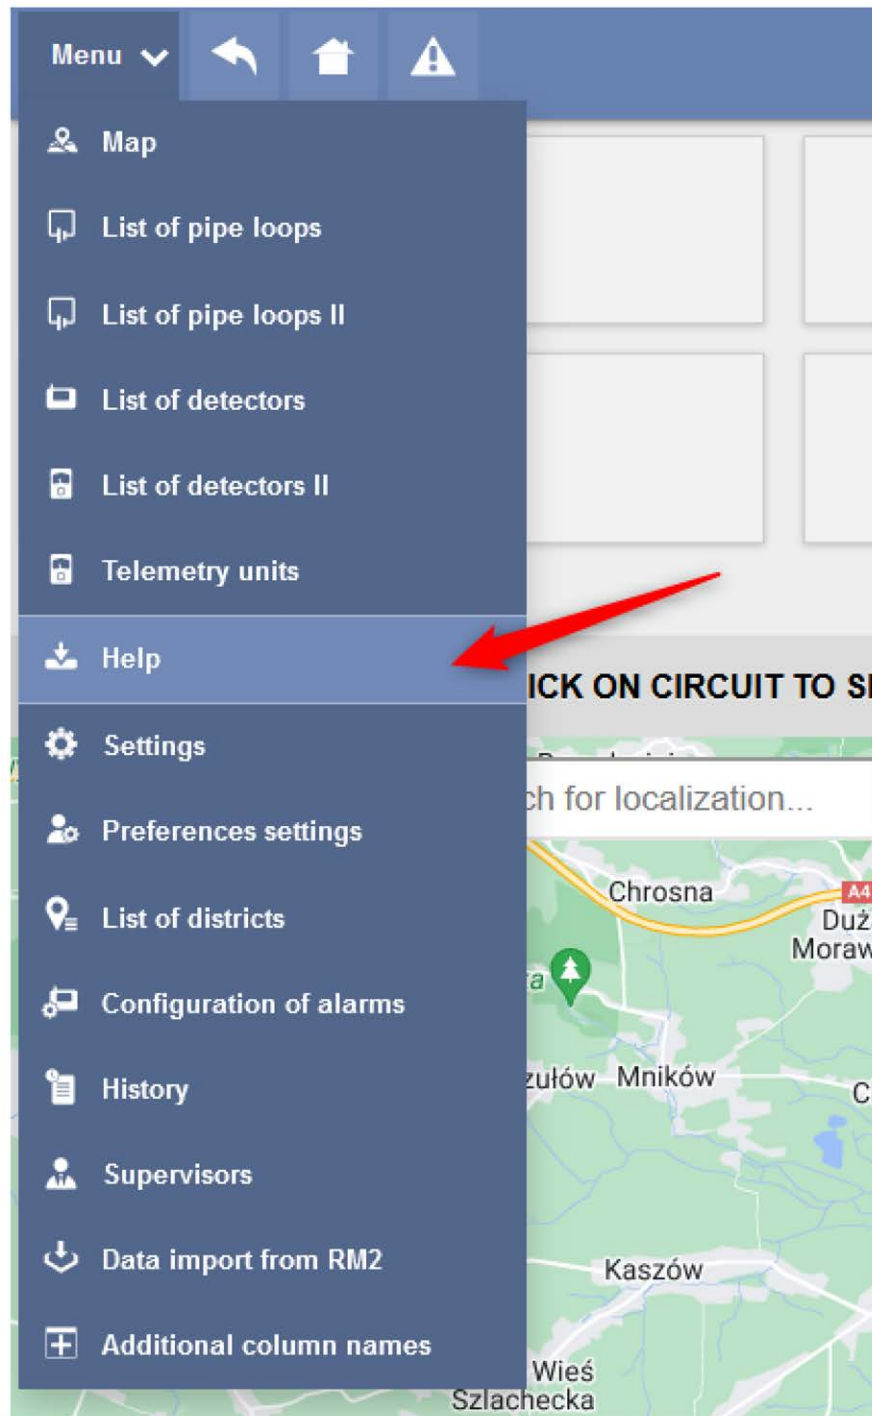 Menu
Map
List of pipe loops
List of pipe loops II
List of detectors
List of detectors II
Telemetry units
Help
ICK ON CIRCUIT TO S
Settings
ch for localization...
Preferences settings
Chrosna
A4
Duż
Moraw
List of districts
a
Configuration of alarms
zułów
Mników
C
History
Supervisors
Data import from RM2
Kaszów
Additional column names
Wieś
Szlachecka